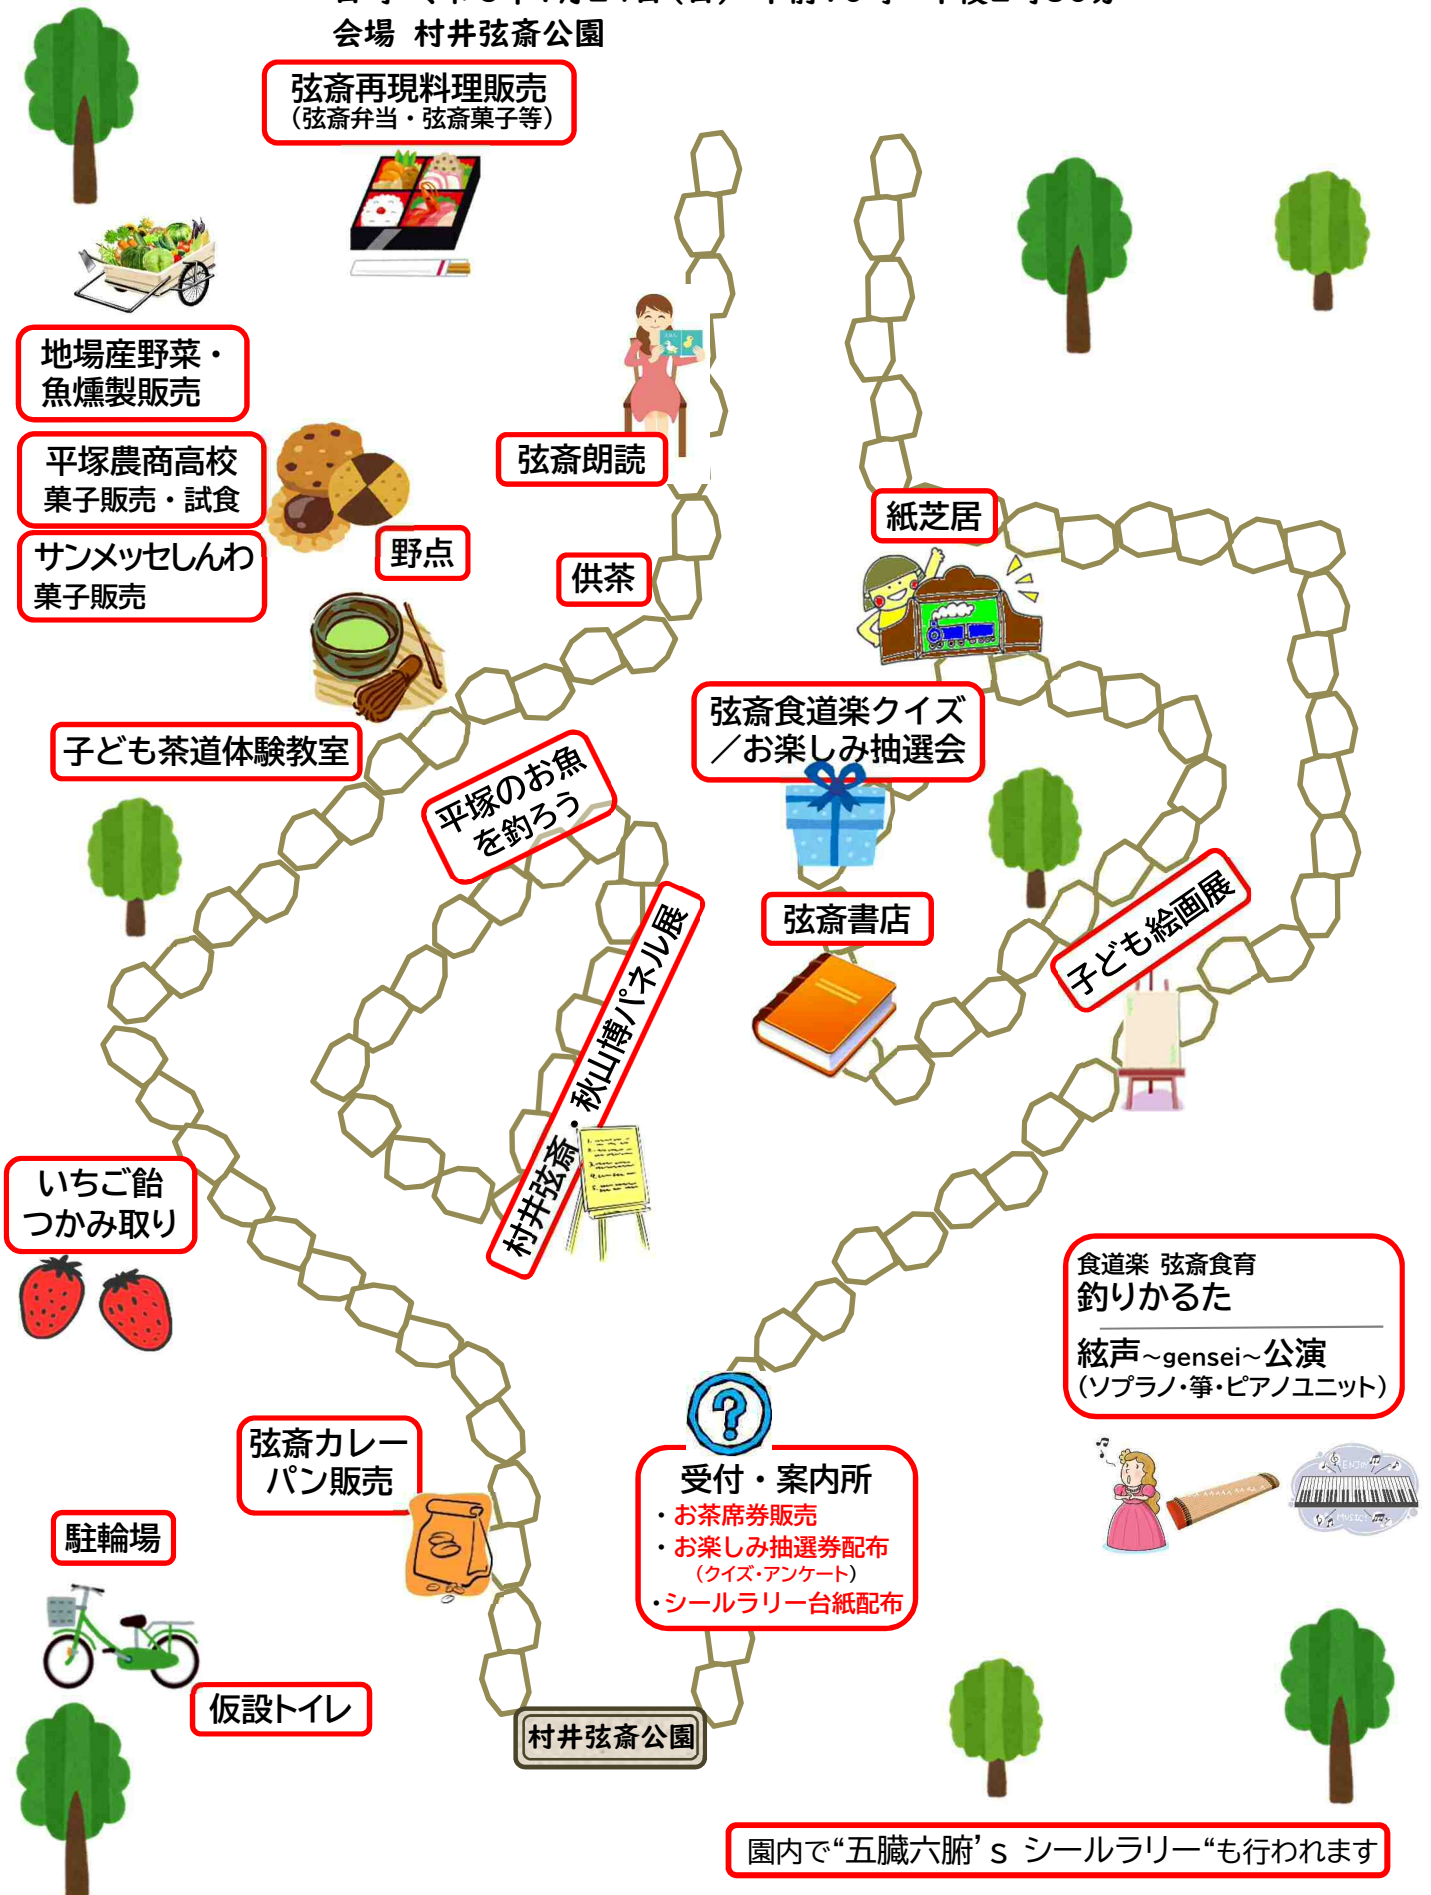 会場 村井弦斎公園
弦斎再現料理販売
（弦斎弁当・弦斎菓子等）
地場産野菜・
魚燻製販売
平塚農商高校
菓子販売・試食
サンメッセしんわ
菓子販売
野点
弦斎朗読
供茶
紙芝居
子ども茶道体験教室
平塚のお魚
を釣ろう
弦斎食道楽クイズ
／お楽しみ抽選会
弦斎書店
子ども絵画展
村井弦斎・秋山博パネル展
いちご飴
つかみ取り
食道楽 弦斎食育
釣りかるた
絃声~gensei~公演
(ソプラノ・箏・ピアノユニット)
ENJOY
MUSIC!
弦斎カレー
パン販売
受付・案内所
・お茶席券販売
・お楽しみ抽選券配布
（クイズ・アンケート）
・シールラリー台紙配布
駐輪場
仮設トイレ
村井弦斎公園
園内で“五臓六腑’ｓ シールラリー“も行われます